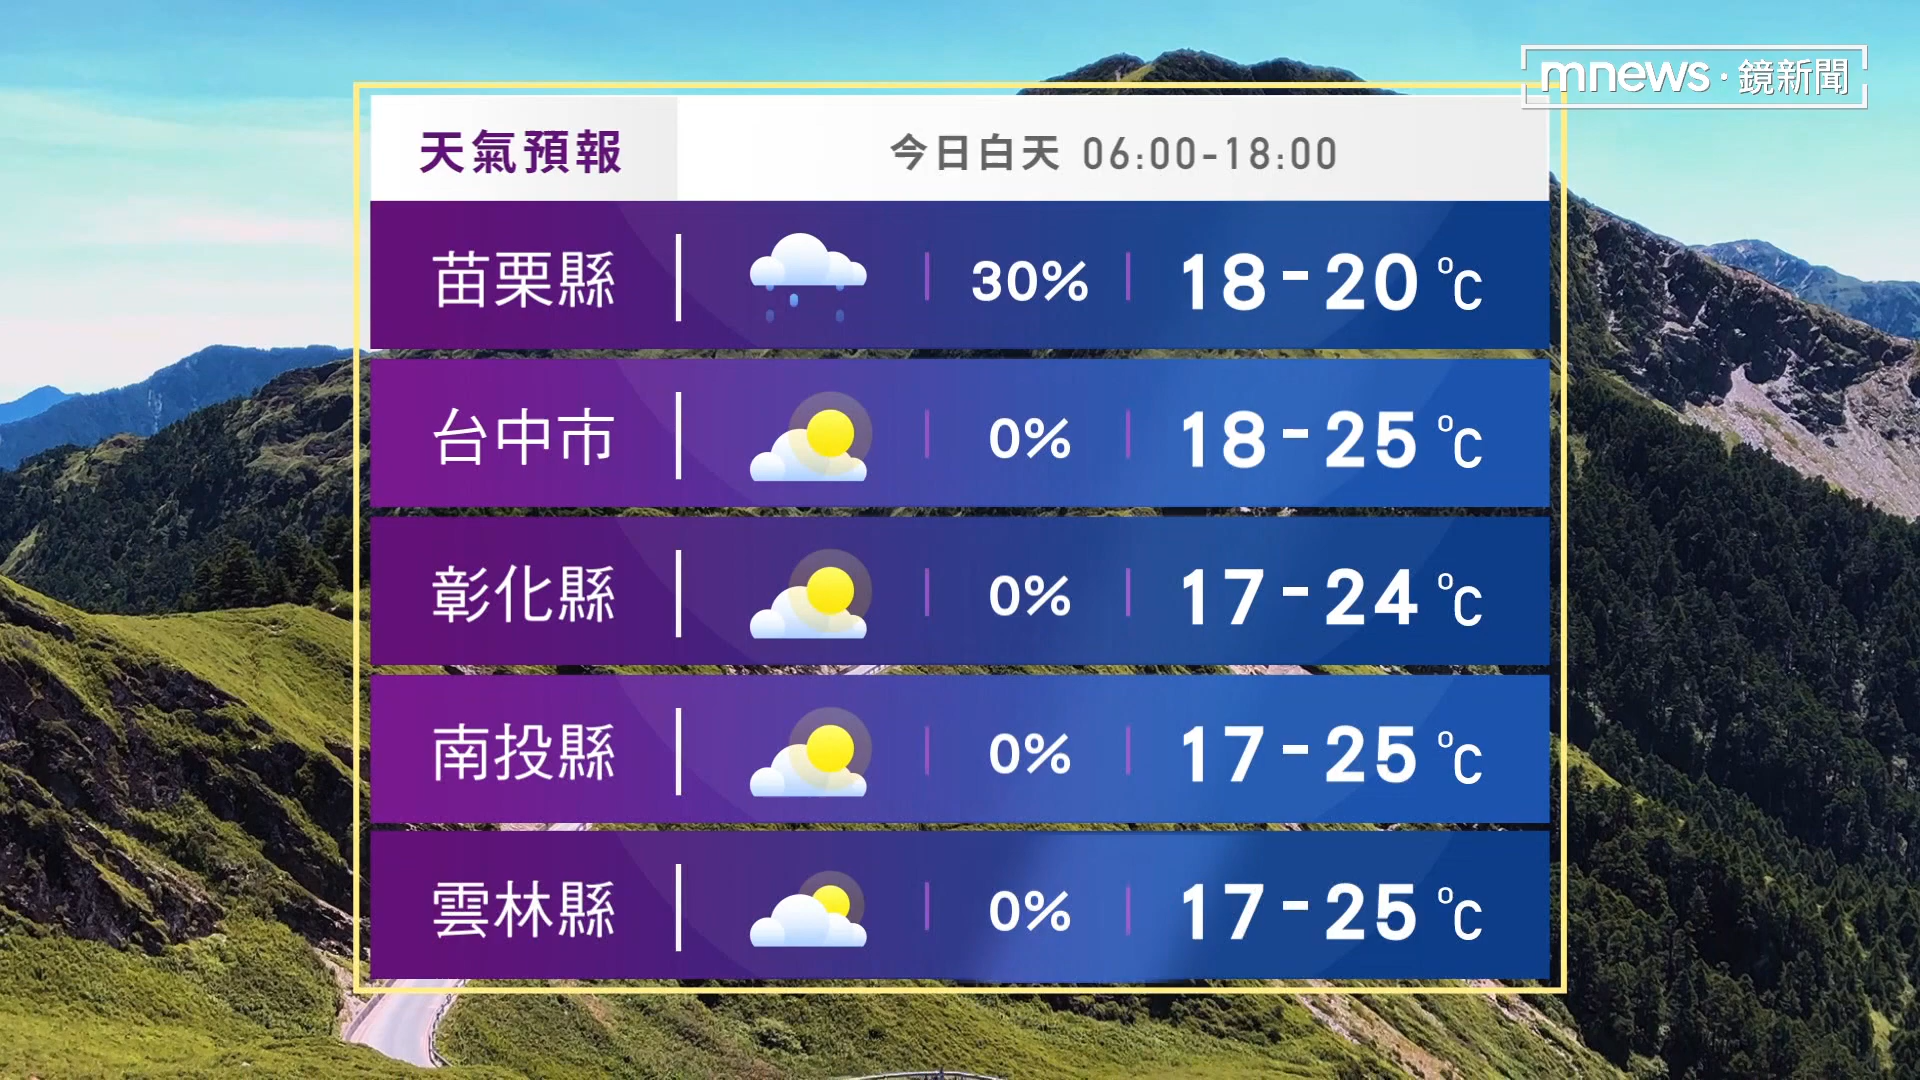 mnews·鏡新聞
天氣預報 今日白天 06:00-18:00
苗栗縣 30% 18-20 °C
台中市 0% 18-25 °C
彰化縣 0% 17-24 °C
南投縣 0% 17-25 °C
雲林縣 0% 17-25 °C